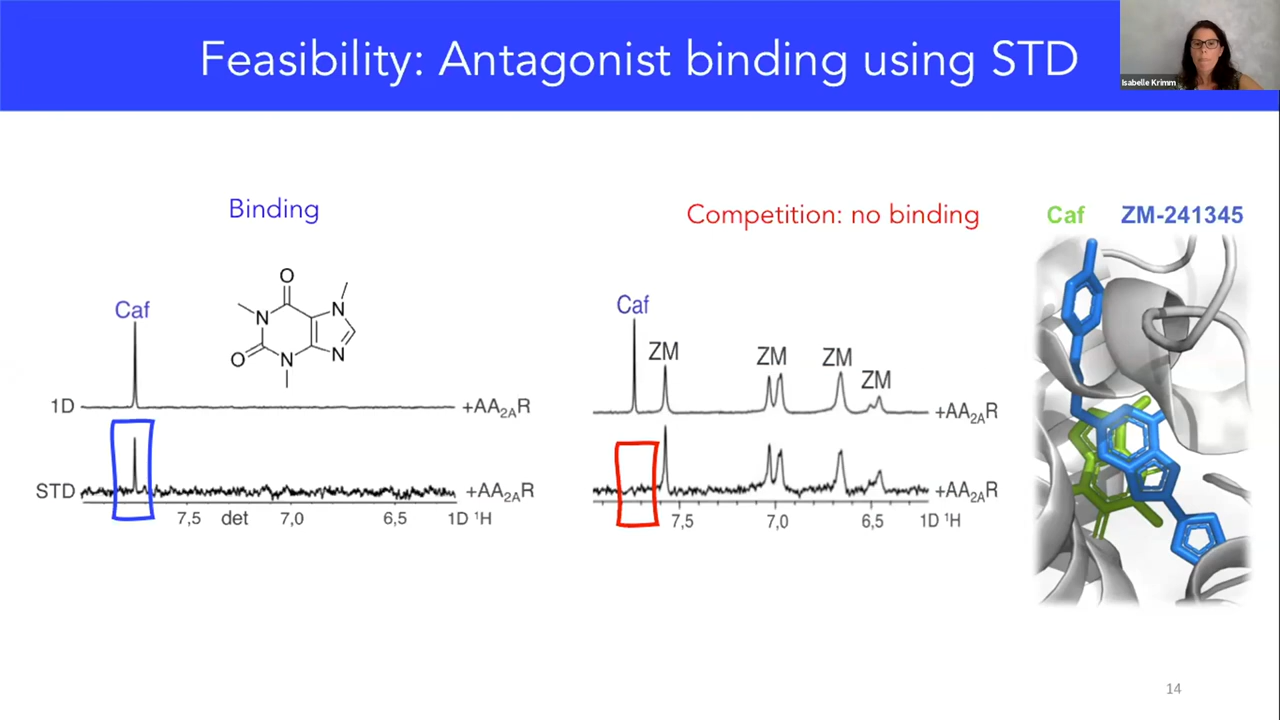 Feasibility: Antagonist binding using STD
Isabelle Krimm
Binding
Caf
O
N
N
O
N
N
1D
+AA2AR
STD
+AA2AR
7,5 det 7,0 6,5 1D ¹H
Competition: no binding
Caf
ZM
ZM
ZM
ZM
+AA2AR
+AA2AR
7,5 7,0 6,5 1D ¹H
Caf ZM-241345
14